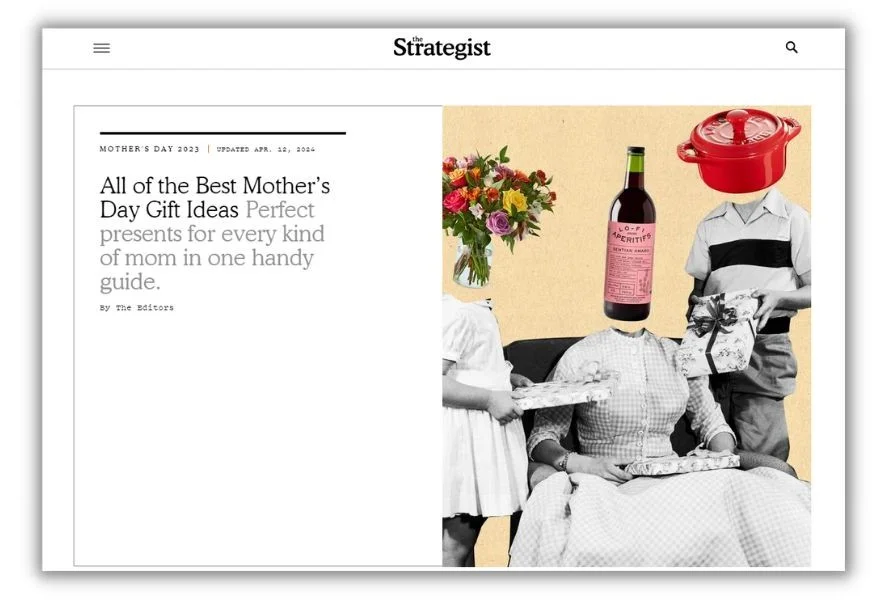 the
Strategist
MOTHER'S DAY 2023 | UPDATED APR. 12, 2024
All of the Best Mother's
Day Gift Ideas Perfect
presents for every kind
of mom in one handy
guide.
By The Editors
LO-FI
APERITIFS
GENTIAN AMARO